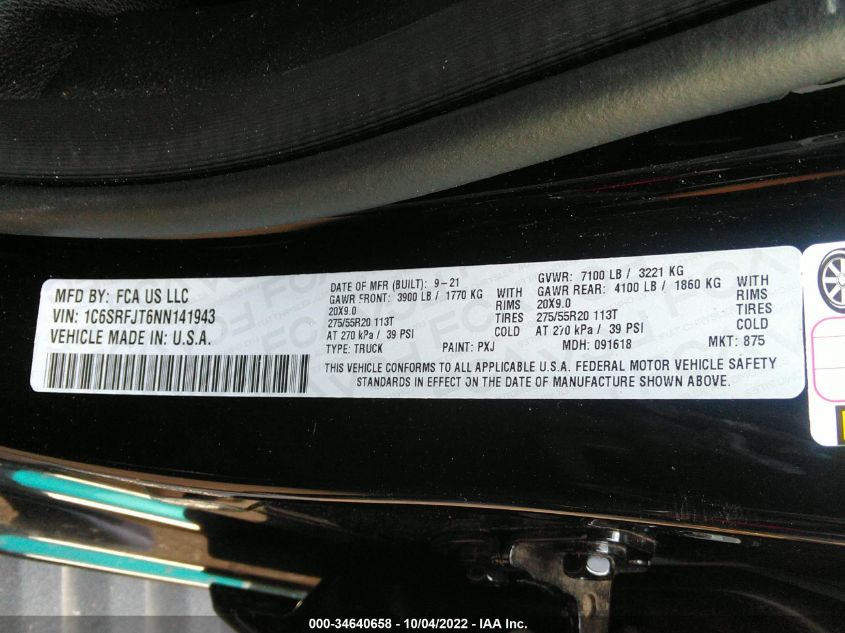 MFD BY: FCA US LLC
VIN: 1C6SRFJT6NN141943
VEHICLE MADE IN: U.S.A.
DATE OF MFR (BUILT): 9-21
GAWR FRONT: 3900 LB / 1770 KG WITH
20X9.0 RIMS
275/55R20 113T TIRES
AT 270 kPa / 39 PSI COLD
GVWR: 7100 LB / 3221 KG
GAWR REAR: 4100 LB / 1860 KG WITH
20X9.0 RIMS
275/55R20 113T TIRES
AT 270 kPa / 39 PSI COLD
TYPE: TRUCK PAINT: PXJ MDH: 091618 MKT: 875
THIS VEHICLE CONFORMS TO ALL APPLICABLE U.S.A. FEDERAL MOTOR VEHICLE SAFETY
STANDARDS IN EFFECT ON THE DATE OF MANUFACTURE SHOWN ABOVE.
000-34640658 - 10/04/2022 - IAA Inc.